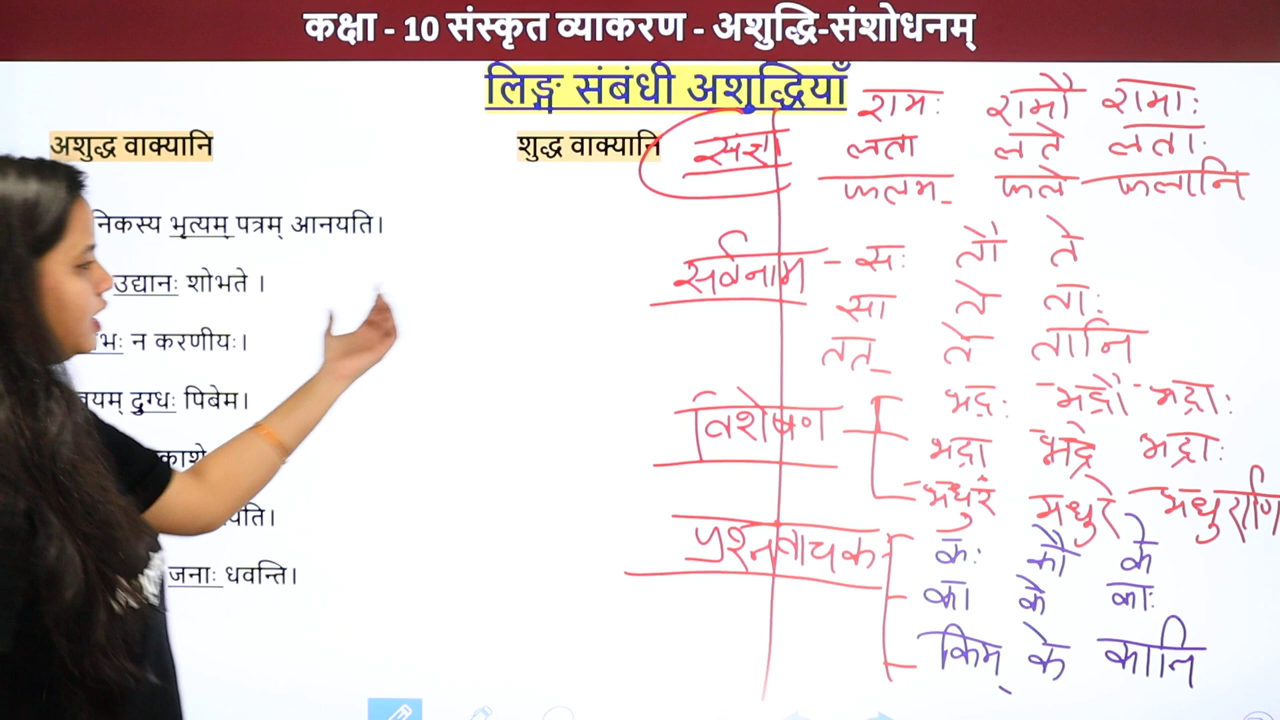 कक्षा - 10 संस्कृत व्याकरण - अशुद्धि-संशोधनम्
लिङ्ग संबंधी अशुद्धियाँ
अशुद्ध वाक्यानि
शुद्ध वाक्यानि
निकस्य भृत्यम् पत्रम् आनयति।
उद्यानः शोभते ।
भः न करणीयः।
वयम् दुग्धः पिबेम।
काशे
पति।
जनाः धवन्ति।
रामः रामौ रामाः
संज्ञा लता लते लताः
फलम् फले फलानि
सर्वनाम - सः तौ ते
सा ते ताः
तत् ते तानि
विशेषण भद्रः भद्रौ भद्राः
भद्रा भद्रे भद्राः
मधुरं मधुरे मधुराणि
प्रश्नवाचक कः कौ के
का के काः
किम् के कानि